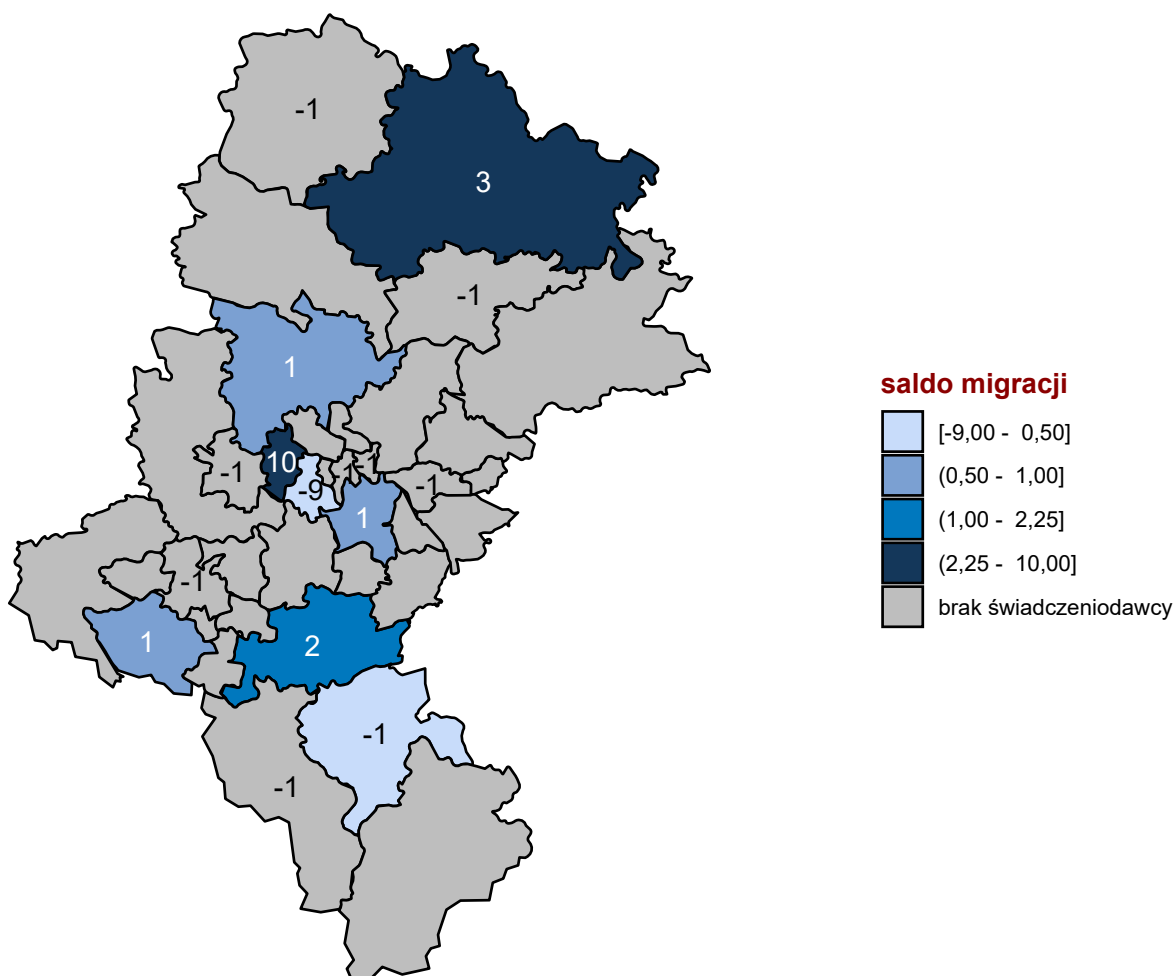 -1
3
-1
1
10
-1
-9
-1
-1
-1
1
-1
1
2
-1
-1
saldo migracji
[-9,00 - 0,50]
(0,50 - 1,00]
(1,00 - 2,25]
(2,25 - 10,00]
brak świadczeniodawcy